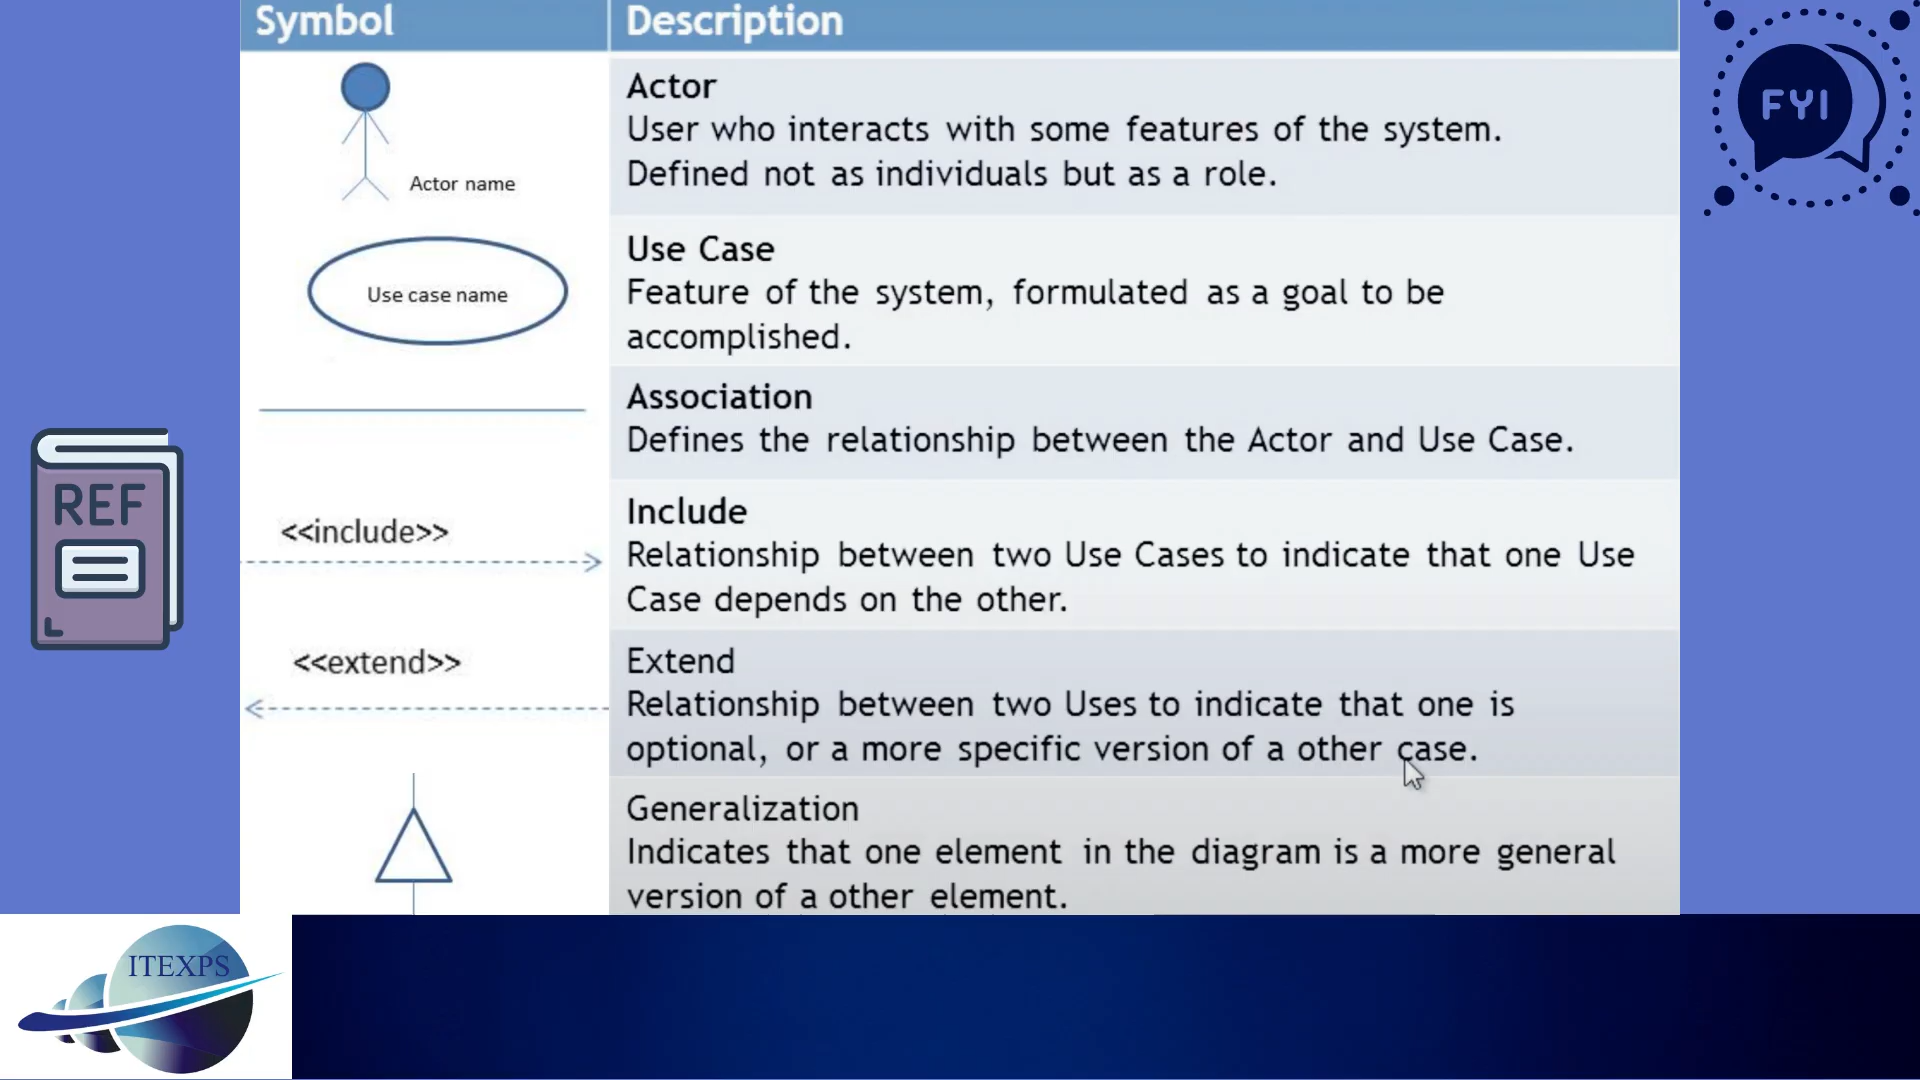 Symbol
Description
FYI
Actor name
Actor
User who interacts with some features of the system.
Defined not as individuals but as a role.
Use case name
Use Case
Feature of the system, formulated as a goal to be
accomplished.
Association
Defines the relationship between the Actor and Use Case.
REF
<<include>>
Include
Relationship between two Use Cases to indicate that one Use
Case depends on the other.
<<extend>>
Extend
Relationship between two Uses to indicate that one is
optional, or a more specific version of a other case.
Generalization
Indicates that one element in the diagram is a more general
version of a other element.
ITEXPS